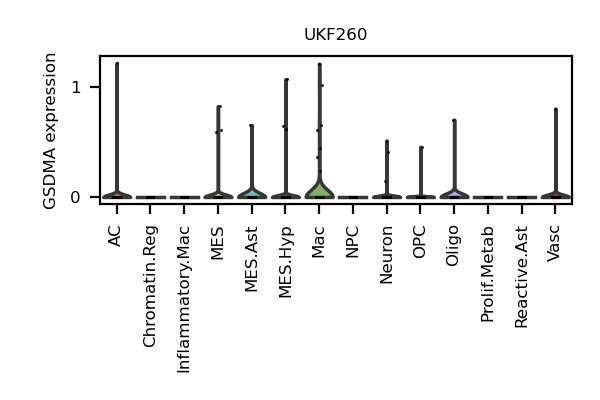 UKF260
GSDMA expression
1
0
AC
Chromatin.Reg
Inflammatory.Mac
MES
MES.Ast
MES.Hyp
Mac
NPC
Neuron
OPC
Oligo
Prolif.Metab
Reactive.Ast
Vasc